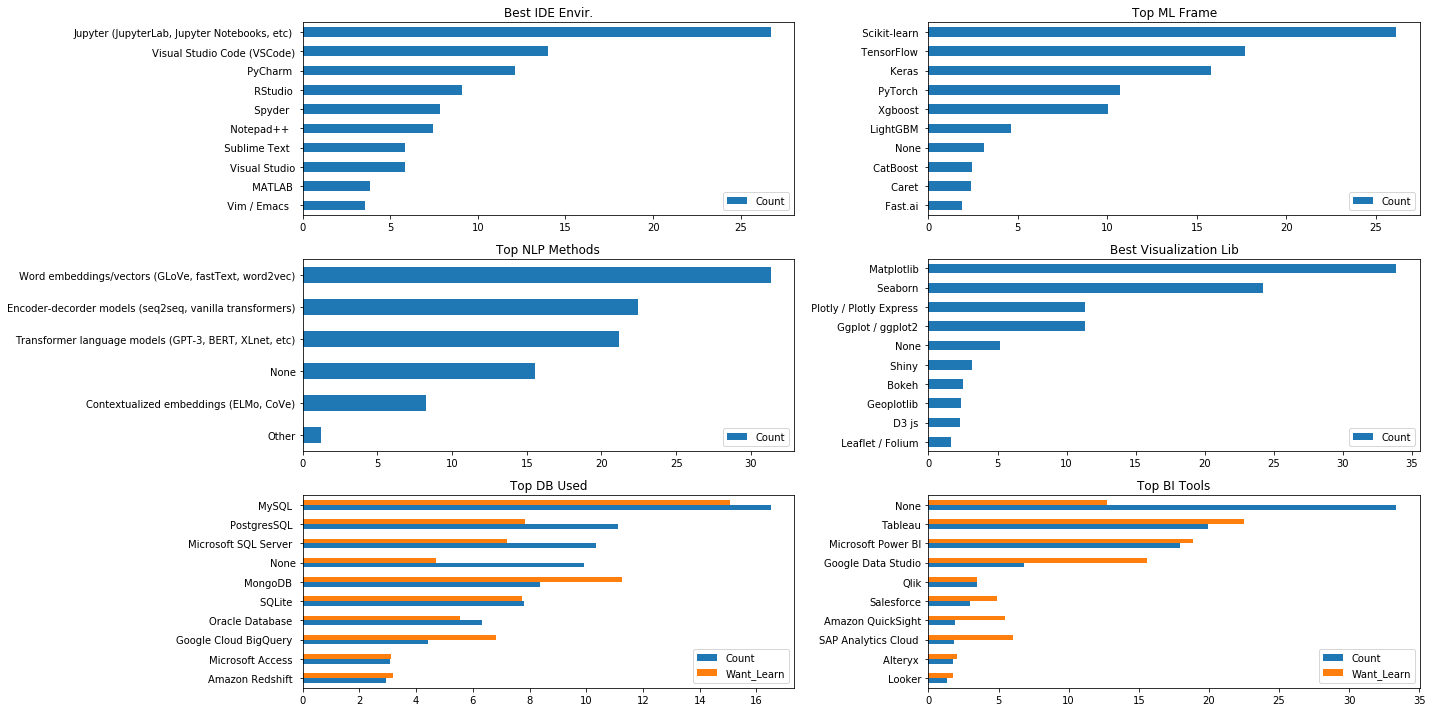 Best IDE Envir.
Jupyter (JupyterLab, Jupyter Notebooks, etc)
Visual Studio Code (VSCode)
PyCharm
RStudio
Spyder
Notepad++
Sublime Text
Visual Studio
MATLAB
Vim / Emacs
Count
0 5 10 15 20 25
Top ML Frame
Scikit-learn
TensorFlow
Keras
PyTorch
Xgboost
LightGBM
None
CatBoost
Caret
Fast.ai
Count
0 5 10 15 20 25
Top NLP Methods
Word embeddings/vectors (GLoVe, fastText, word2vec)
Encoder-decorder models (seq2seq, vanilla transformers)
Transformer language models (GPT-3, BERT, XLnet, etc)
None
Contextualized embeddings (ELMo, CoVe)
Other
Count
0 5 10 15 20 25 30
Best Visualization Lib
Matplotlib
Seaborn
Plotly / Plotly Express
Ggplot / ggplot2
None
Shiny
Bokeh
Geoplotlib
D3 js
Leaflet / Folium
Count
0 5 10 15 20 25 30 35
Top DB Used
MySQL
PostgresSQL
Microsoft SQL Server
None
MongoDB
SQLite
Oracle Database
Google Cloud BigQuery
Microsoft Access
Amazon Redshift
Count
Want_Learn
0 2 4 6 8 10 12 14 16
Top BI Tools
None
Tableau
Microsoft Power BI
Google Data Studio
Qlik
Salesforce
Amazon QuickSight
SAP Analytics Cloud
Alteryx
Looker
Count
Want_Learn
0 5 10 15 20 25 30 35